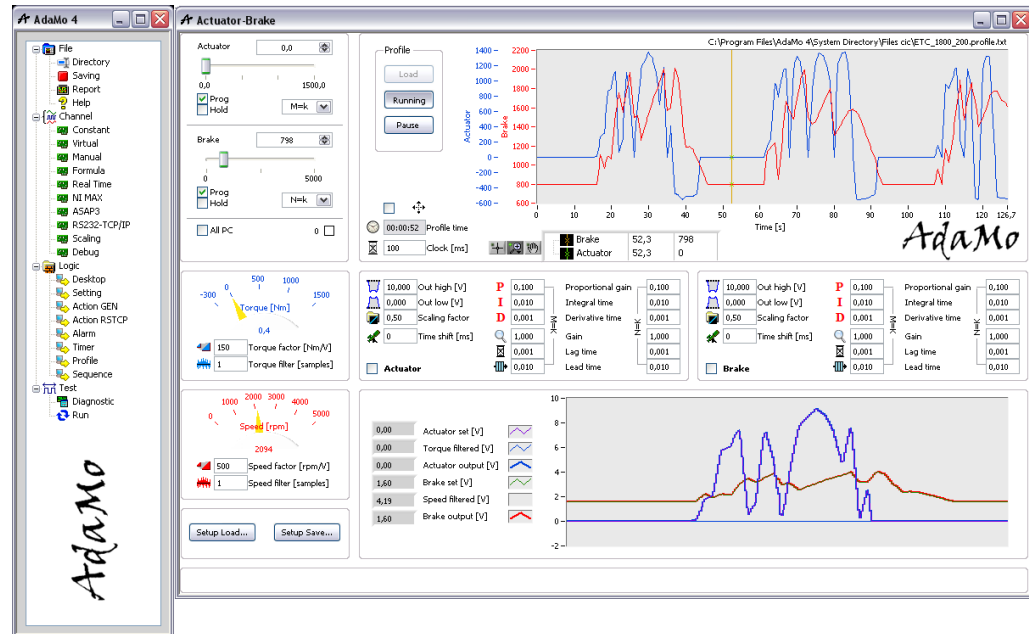 AdaMo 4
File
Directory
Saving
Report
Help
Channel
Constant
Virtual
Manual
Formula
Real Time
NI MAX
ASAP3
RS232-TCP/IP
Scaling
Debug
Logic
Desktop
Setting
Action GEN
Action RSTCP
Alarm
Timer
Profile
Sequence
Test
Diagnostic
Run
AdaMo
Actuator-Brake
Actuator 0,0
0,0 1500,0
Prog
Hold M=k
Brake 798
0 5000
Prog
Hold N=k
All PC 0
Profile
Load
Running
Pause
00:00:52 Profile time
100 Clock [ms]
C:\Program Files\AdaMo 4\System Directory\Files cic\ETC_1800_200.profile.txt
Actuator
1400
1200
1000
800
600
400
200
0
-200
-400
-600
Brake
2200
2000
1800
1600
1400
1200
1000
800
600
0 10 20 30 40 50 60 70 80 90 100 110 120 126,7
Time [s]
Brake 52,3 798
Actuator 52,3 0
AdaMo
-300 0 500 1000 1500
Torque [Nm]
0,4
150 Torque factor [Nm/V]
1 Torque filter [samples]
10,000 Out high [V] P 0,100 Proportional gain 0,100
0,000 Out low [V] I 0,010 Integral time 0,010
0,50 Scaling factor D 0,001 Derivative time 0,001
0 Time shift [ms] 1,000 Gain 1,000
0,001 Lag time 0,001
0,010 Lead time 0,010
M=K
X=N
Actuator
10,000 Out high [V] P 0,100 Proportional gain 0,100
0,000 Out low [V] I 0,010 Integral time 0,010
0,50 Scaling factor D 0,001 Derivative time 0,001
0 Time shift [ms] 1,000 Gain 1,000
0,001 Lag time 0,001
0,010 Lead time 0,010
M=K
X=N
Brake
0 1000 2000 3000 4000 5000
Speed [rpm]
2094
500 Speed factor [rpm/V]
1 Speed filter [samples]
Setup Load... Setup Save...
0,00 Actuator set [V]
0,00 Torque filtered [V]
0,00 Actuator output [V]
1,60 Brake set [V]
4,19 Speed filtered [V]
1,60 Brake output [V]
10
8
6
4
2
0
-2